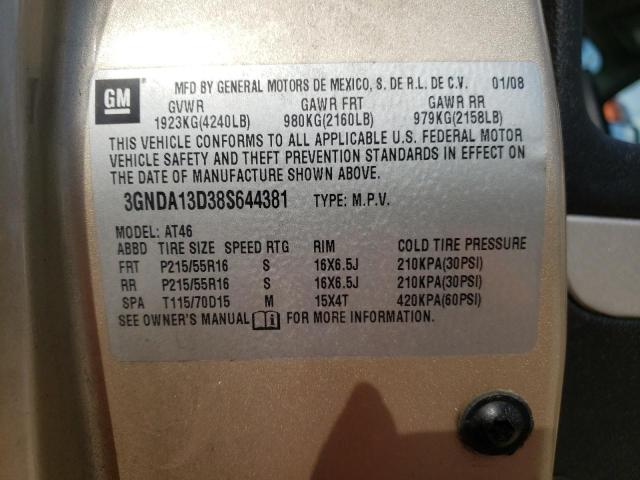 GM
MFD BY GENERAL MOTORS DE MEXICO, S. DE R.L. DE C.V. 01/08
GVWR GAWR FRT GAWR RR
1923KG(4240LB) 980KG(2160LB) 979KG(2158LB)
THIS VEHICLE CONFORMS TO ALL APPLICABLE U.S. FEDERAL MOTOR
VEHICLE SAFETY AND THEFT PREVENTION STANDARDS IN EFFECT ON
THE DATE OF MANUFACTURE SHOWN ABOVE.
3GNDA13D38S644381 TYPE: M.P.V.
MODEL: AT46
ABBD TIRE SIZE SPEED RTG RIM COLD TIRE PRESSURE
FRT P215/55R16 S 16X6.5J 210KPA(30PSI)
RR P215/55R16 S 16X6.5J 210KPA(30PSI)
SPA T115/70D15 M 15X4T 420KPA(60PSI)
SEE OWNER'S MANUAL FOR MORE INFORMATION.